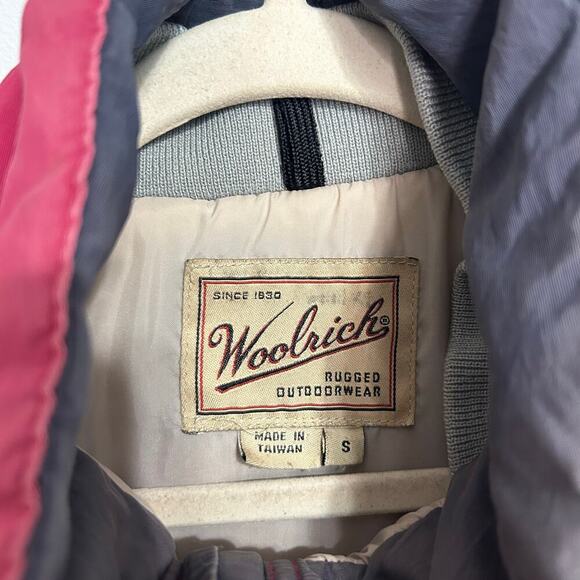 SINCE 1830
Woolrich®
RUGGED
OUTDOORWEAR
MADE IN
TAIWAN
S